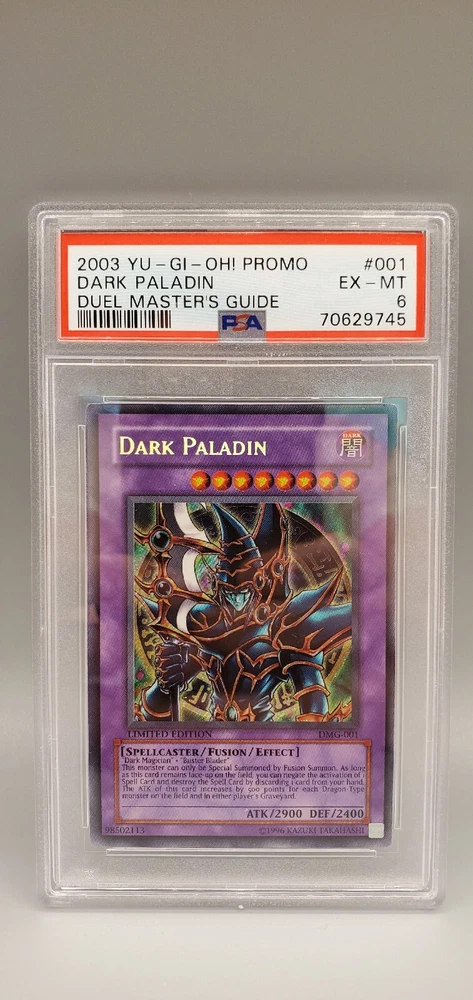 2003 YU-GI-OH! PROMO #001
DARK PALADIN EX-MT
DUEL MASTER'S GUIDE 6
PSA 70629745
DARK PALADIN
DARK
闇
LIMITED EDITION DMG-001
[SPELLCASTER/FUSION/EFFECT]
"Dark Magician" + "Buster Blader"
This monster can only be Special Summoned by Fusion Summon. As long
as this card remains face-up on the field, you can negate the activation of 1
Spell Card and destroy the Spell Card by discarding 1 card from your hand.
The ATK of this card increases by 500 points for each Dragon-Type
monster on the field and in either player's Graveyard.
ATK/2900 DEF/2400
98502113 ©1996 KAZUKI TAKAHASHI